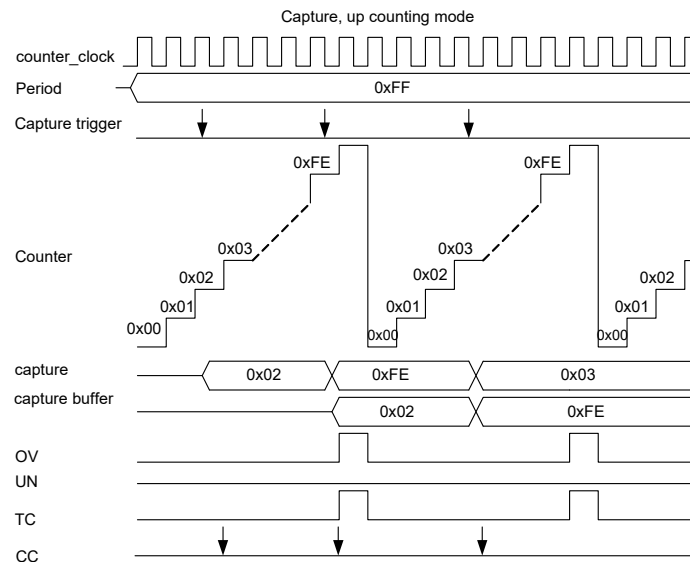 Capture, up counting mode
counter_clock
Period
0xFF
Capture trigger
0xFE
0xFE
Counter
0x03
0x03
0x02
0x02
0x02
0x01
0x01
0x01
0x00
0x00
0x00
capture
0x02
0xFE
0x03
capture buffer
0x02
0xFE
OV
UN
TC
CC